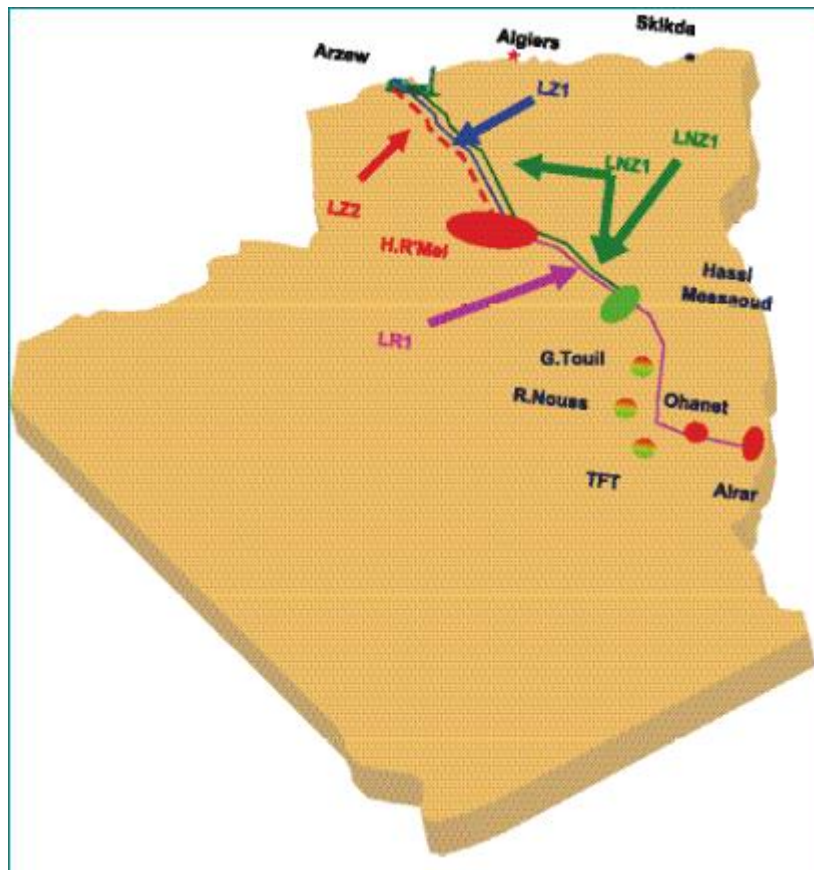 Skikda
Algiers
Arzew
LZ1
LNZ1
LNZ1
LZ2
H.R'Mel
Hassi
Messaoud
LR1
G.Touil
R.Nouss
Ohanet
TFT
Alrar